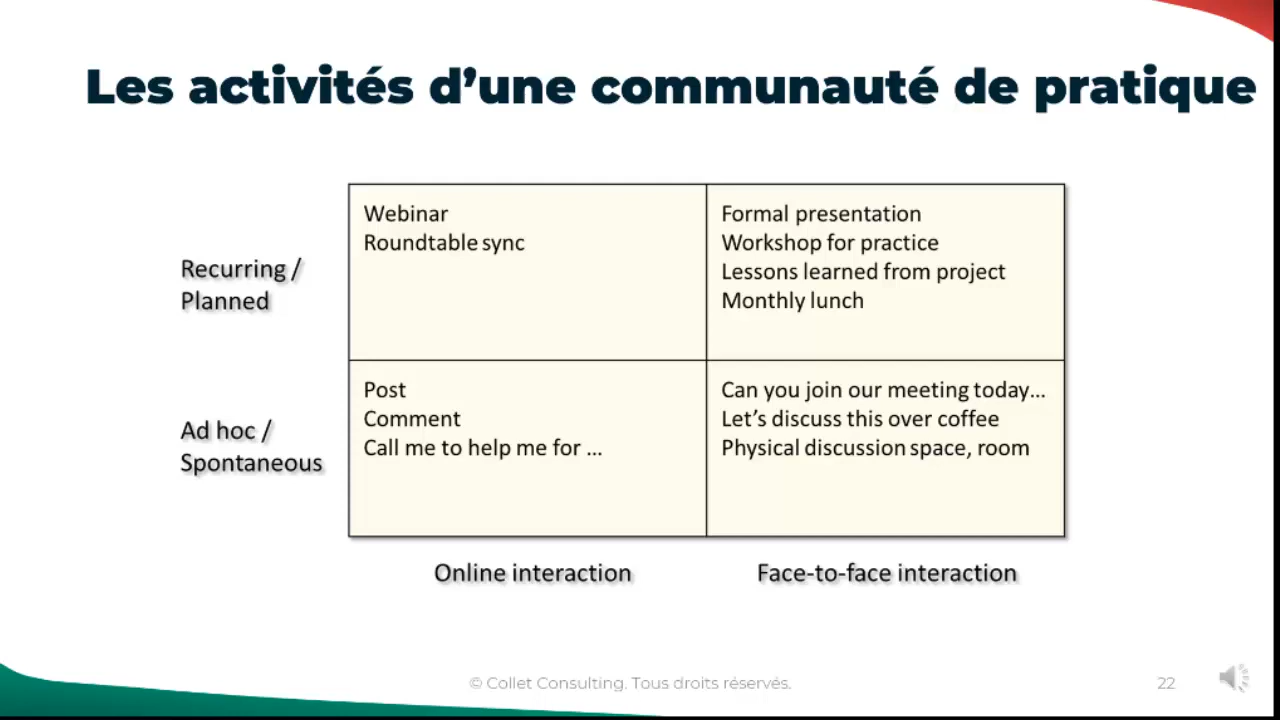 Les activités d’une communauté de pratique
Recurring /
Planned
Webinar
Roundtable sync
Formal presentation
Workshop for practice
Lessons learned from project
Monthly lunch
Ad hoc /
Spontaneous
Post
Comment
Call me to help me for ...
Can you join our meeting today...
Let’s discuss this over coffee
Physical discussion space, room
Online interaction
Face-to-face interaction
© Collet Consulting. Tous droits réservés.
22